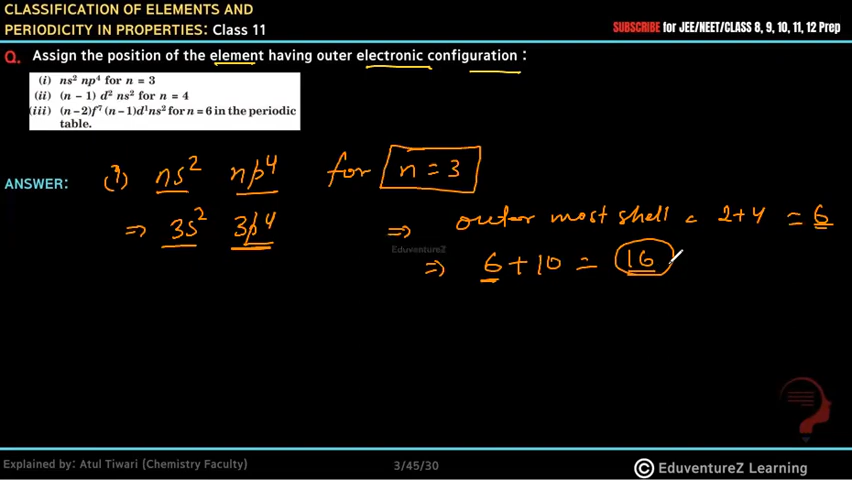 CLASSIFICATION OF ELEMENTS AND
PERIODICITY IN PROPERTIES: Class 11
SUBSCRIBE for JEE/NEET/CLASS 8, 9, 10, 11, 12 Prep
Q. Assign the position of the element having outer electronic configuration :
(i) ns² np⁴ for n = 3
(ii) (n – 1) d² ns² for n = 4
(iii) (n – 2)f⁷ (n – 1)d¹ns² for n = 6 in the periodic
table.
ANSWER: (i) ns² np⁴ for n = 3
⇒ 3s² 3p⁴ ⇒ outer most shell = 2+4 = 6
EduventureZ
⇒ 6 + 10 = 16
Explained by: Atul Tiwari (Chemistry Faculty)
3/45/30
© EduventureZ Learning